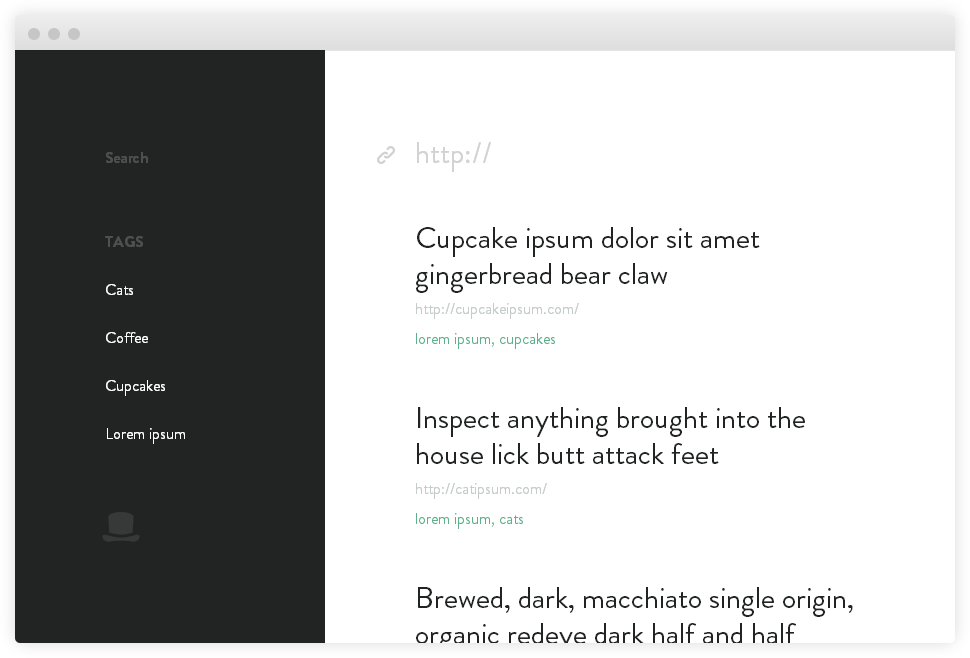 Search
TAGS
Cats
Coffee
Cupcakes
Lorem ipsum
http://
Cupcake ipsum dolor sit amet
gingerbread bear claw
http://cupcakeipsum.com/
lorem ipsum, cupcakes
Inspect anything brought into the
house lick butt attack feet
http://catipsum.com/
lorem ipsum, cats
Brewed, dark, macchiato single origin,
organic redeye dark half and half